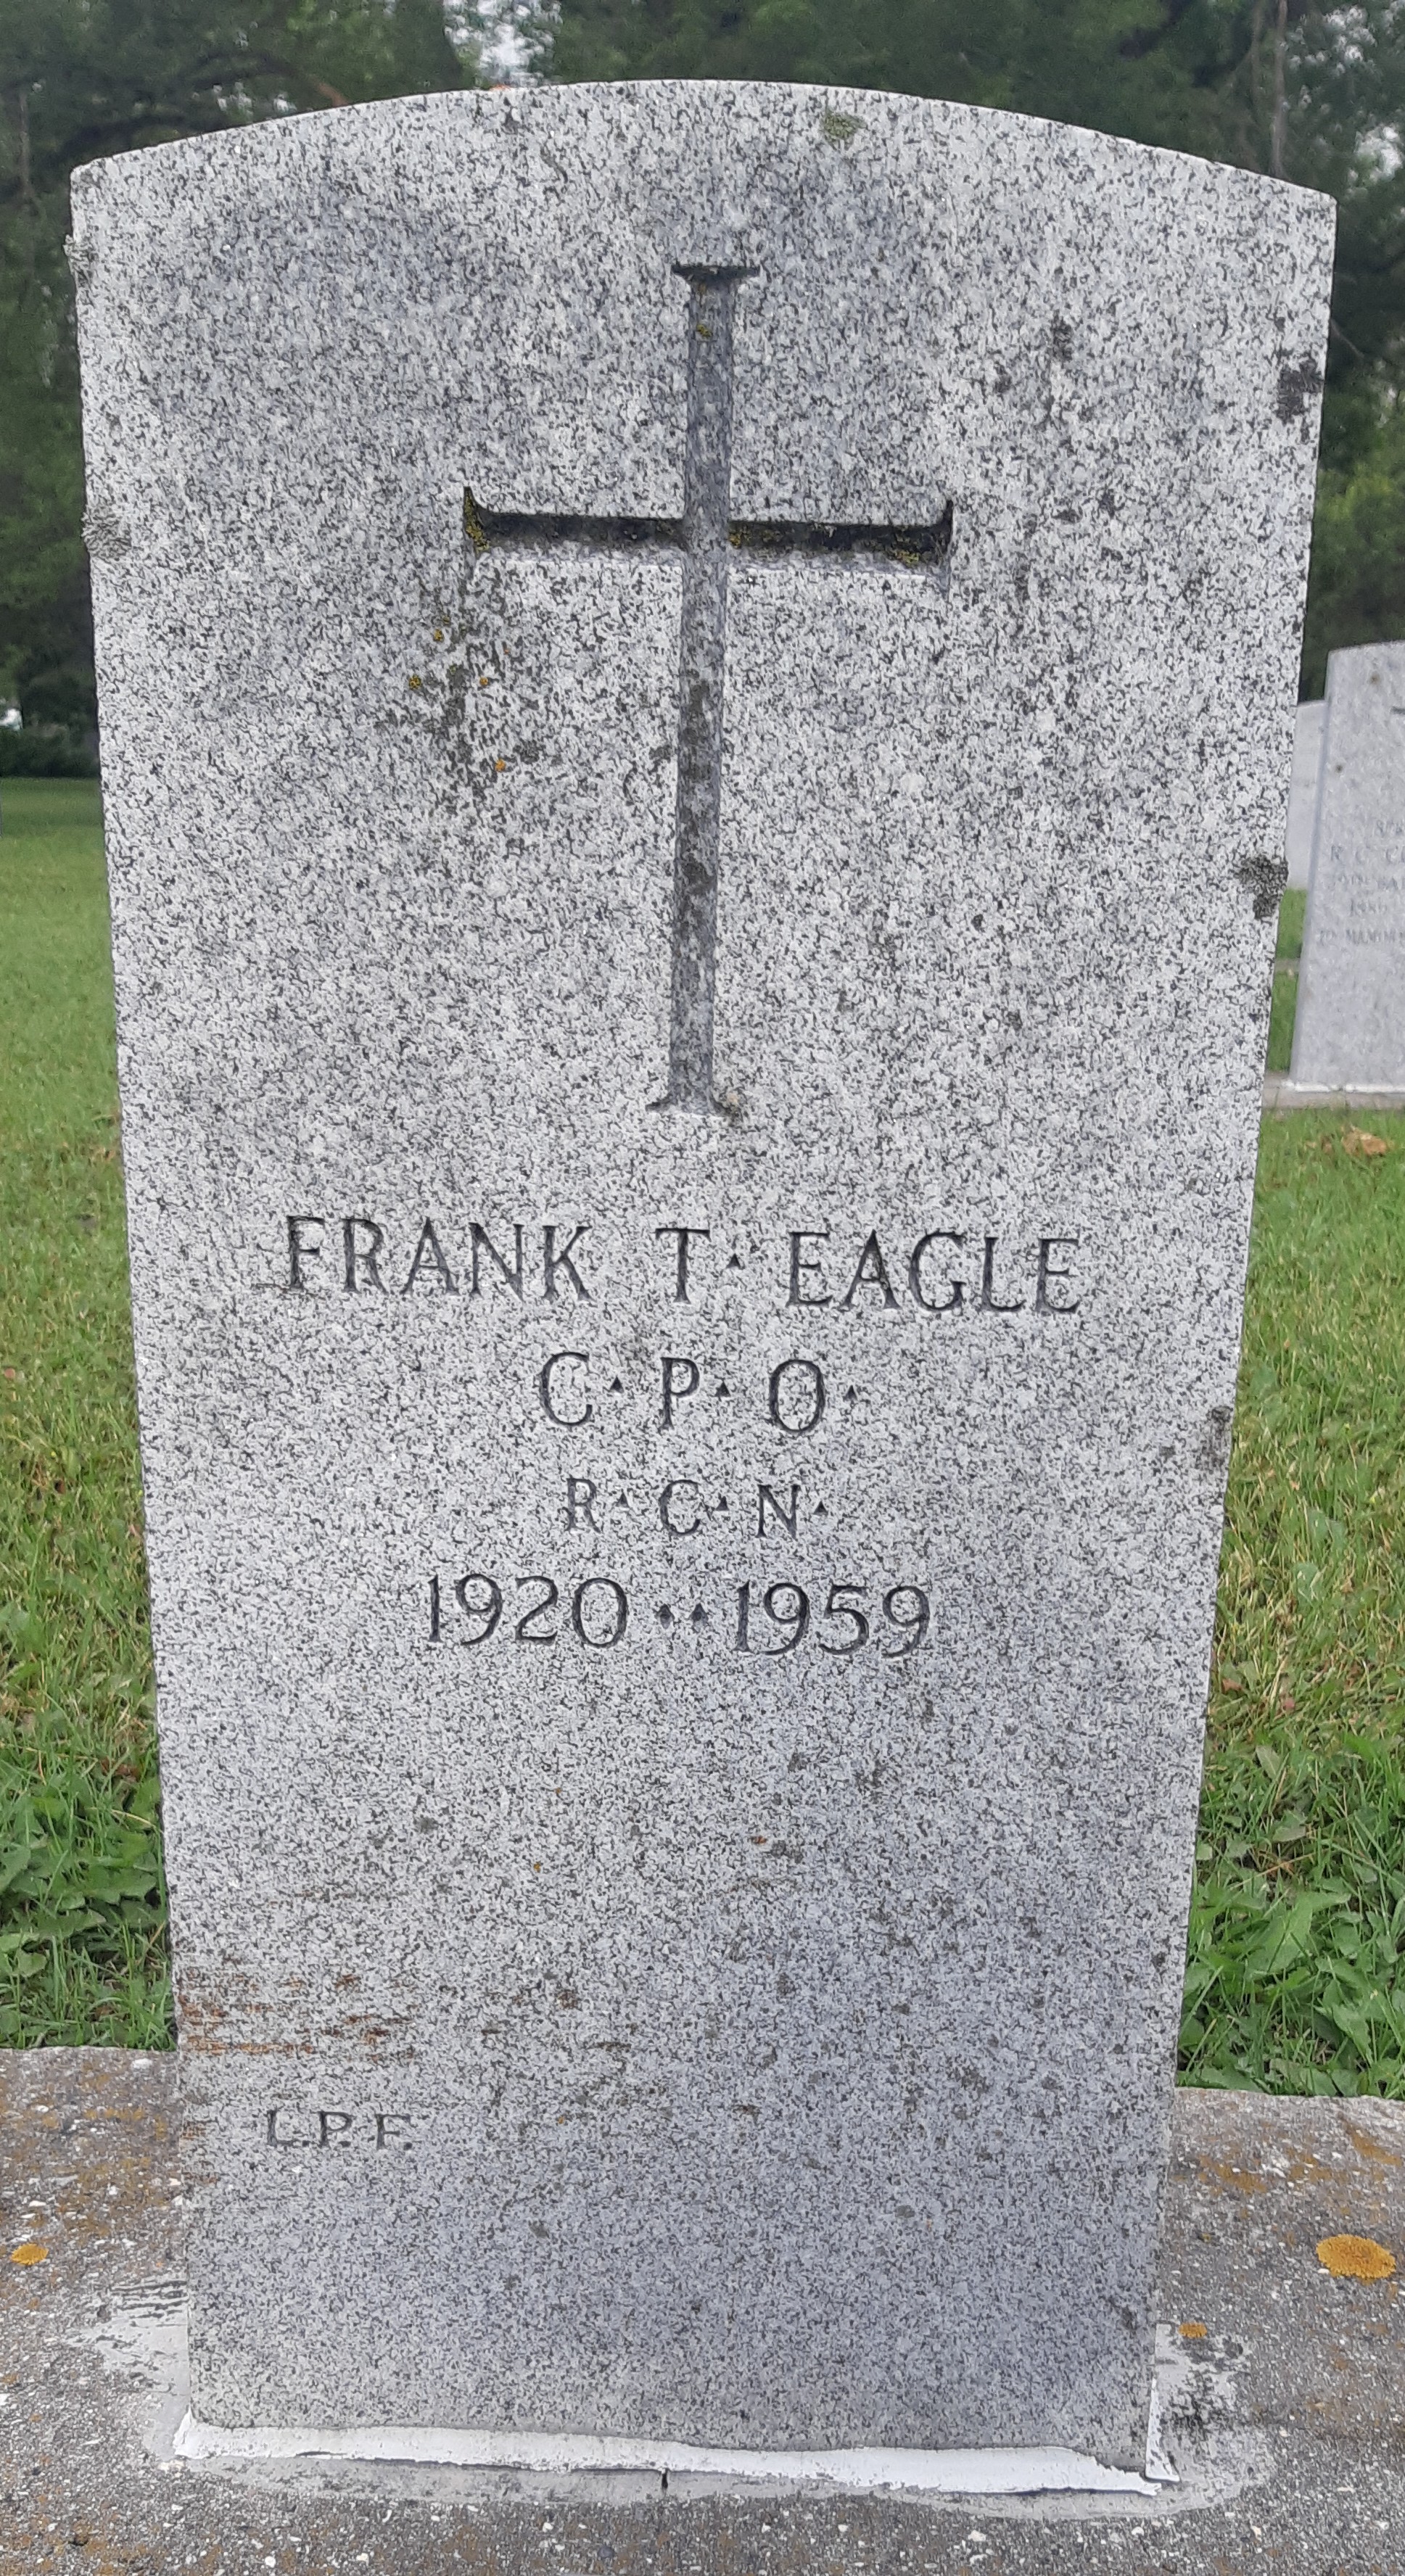 FRANK T. EAGLE
C. P. O.
R. C. N.
1920 .. 1959
L.P.F.